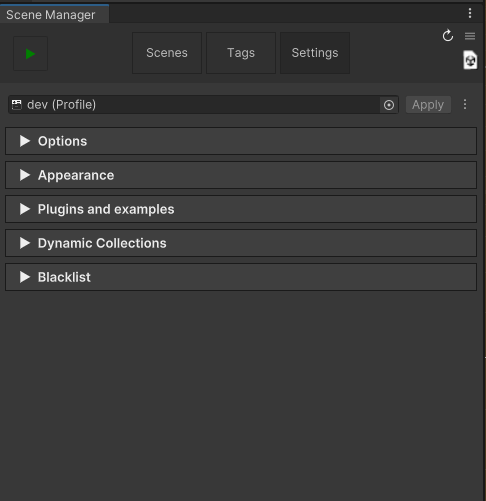 Scene Manager
Scenes Tags Settings
dev (Profile) Apply
Options
Appearance
Plugins and examples
Dynamic Collections
Blacklist